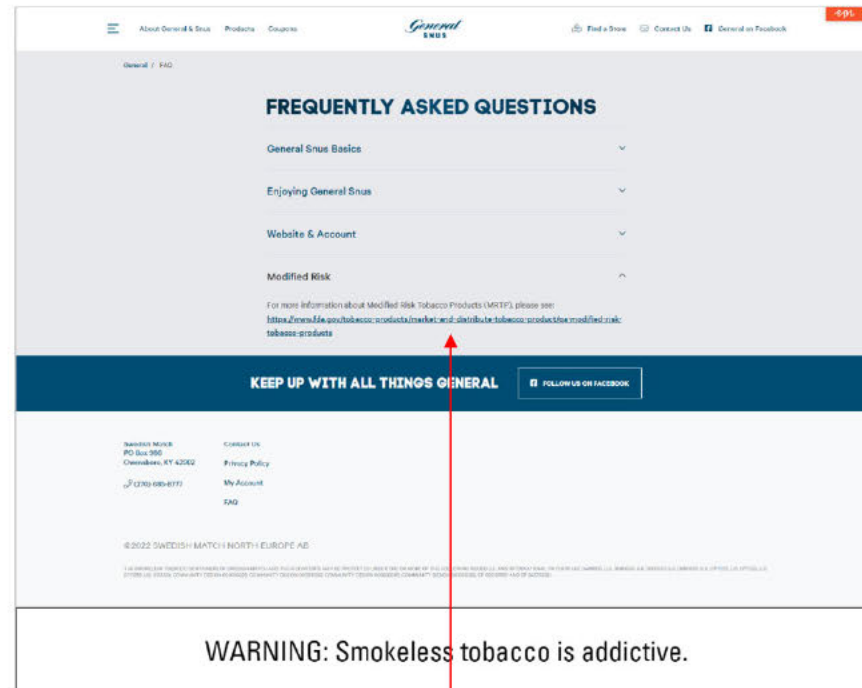 About General & Snus Products Coupons General SNUS Find a Store Contact Us General on Facebook
General / FAQ
FREQUENTLY ASKED QUESTIONS
General Snus Basics
Enjoying General Snus
Website & Account
Modified Risk
For more information about Modified Risk Tobacco Products (MRTP), please see:
https://www.fda.gov/tobacco-products/market-and-distribute-tobacco-product/oa-modified-risk-
tobacco-products
KEEP UP WITH ALL THINGS GENERAL FOLLOW US ON FACEBOOK
Swedish Match Contact Us
PO Box
Owensboro, KY 42302 Privacy Policy
My Account
FAQ
©2022 SWEDISH MATCH NORTH EUROPE AB
WARNING: Smokeless tobacco is addictive.